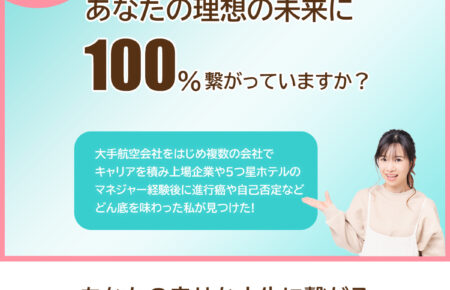 あなたの理想の未来に
100%繋がっていますか？
大手航空会社をはじめ複数の会社で
キャリアを積み上場企業や5つ星ホテルの
マネジャー経験後に進行癌や自己否定など
どん底を味わった私が見つけた!